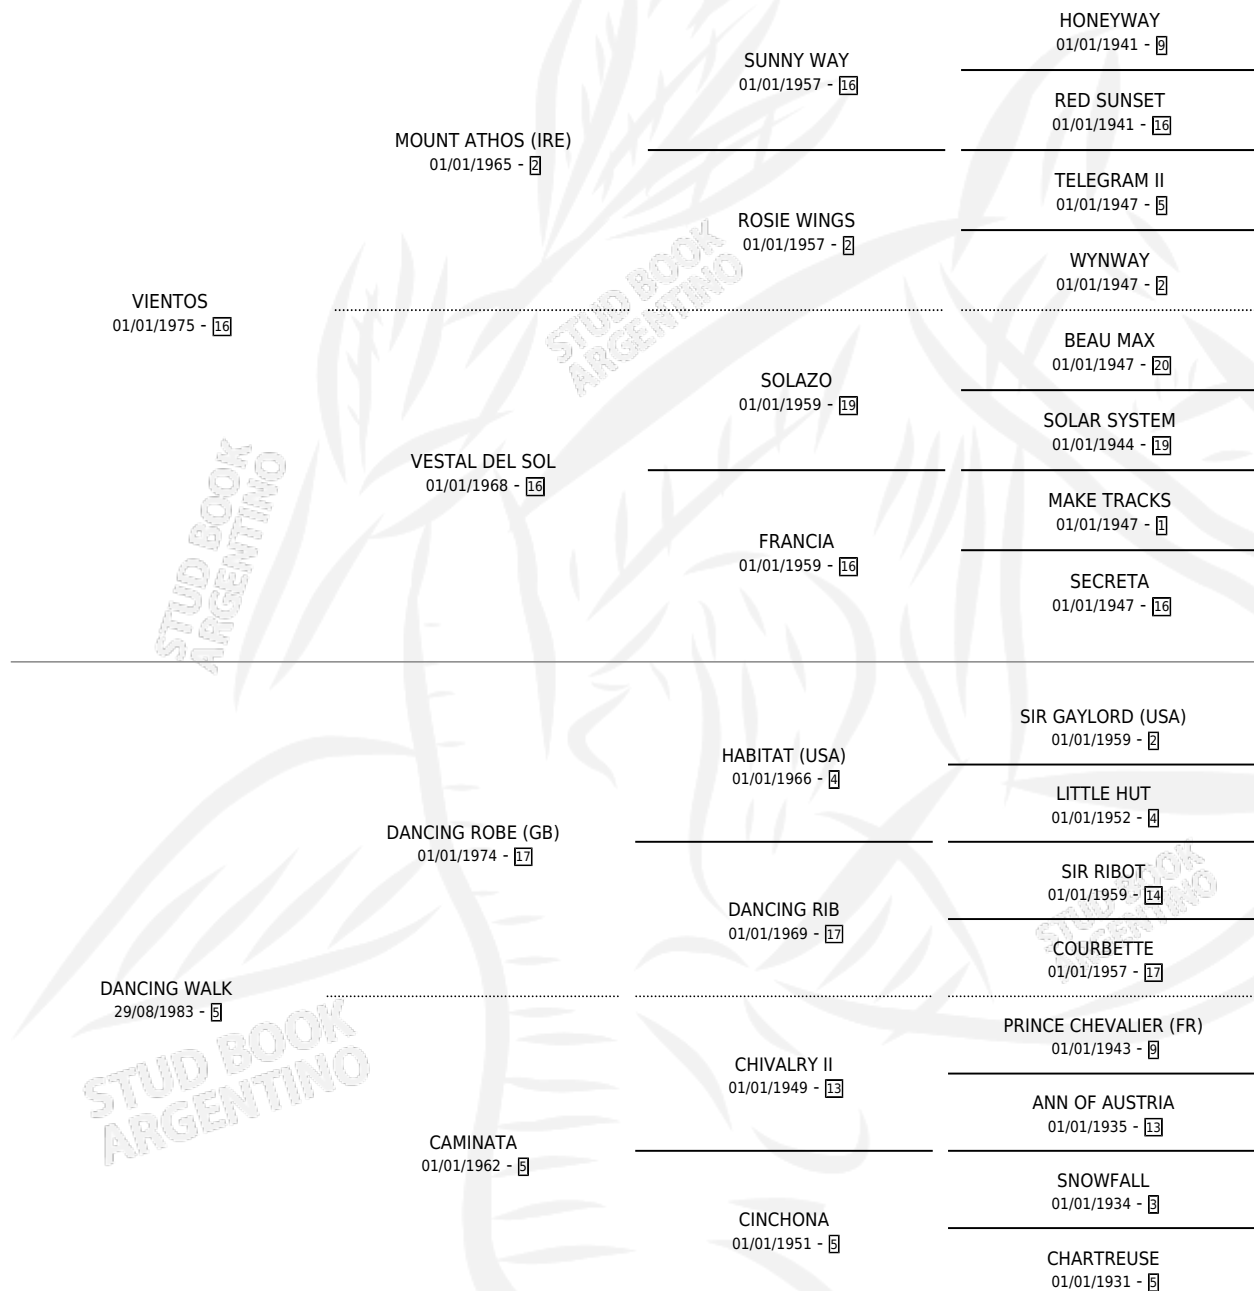 HONEYWAY
01/01/1941 - 9
SUNNY WAY
01/01/1957 - 16
RED SUNSET
01/01/1941 - 16
MOUNT ATHOS (IRE)
01/01/1965 - 2
TELEGRAM II
01/01/1947 - 5
ROSIE WINGS
01/01/1957 - 2
WYNWAY
01/01/1947 - 2
VIENTOS
01/01/1975 - 16
BEAU MAX
01/01/1947 - 20
SOLAZO
01/01/1959 - 19
SOLAR SYSTEM
01/01/1944 - 19
VESTAL DEL SOL
01/01/1968 - 16
MAKE TRACKS
01/01/1947 - 1
FRANCIA
01/01/1959 - 16
SECRETA
01/01/1947 - 16
STUD BOOK
ARGENTINO
STUD BOOK
ARGENTINO
SIR GAYLORD (USA)
01/01/1959 - 2
HABITAT (USA)
01/01/1966 - 4
LITTLE HUT
01/01/1952 - 4
DANCING ROBE (GB)
01/01/1974 - 17
SIR RIBOT
01/01/1959 - 14
DANCING RIB
01/01/1969 - 17
COURBETTE
01/01/1957 - 17
STUD BOOK
ARGENTINO
DANCING WALK
29/08/1983 - 5
PRINCE CHEVALIER (FR)
01/01/1943 - 9
CHIVALRY II
01/01/1949 - 13
ANN OF AUSTRIA
01/01/1935 - 13
CAMINATA
01/01/1962 - 5
SNOWFALL
01/01/1934 - 3
CINCHONA
01/01/1951 - 5
CHARTREUSE
01/01/1931 - 5
STUD BOOK
ARGENTINO